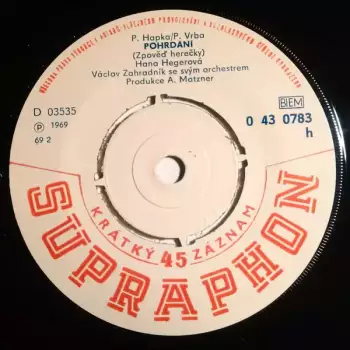 P. Hapka/P. Vrba
POHRDÁNÍ
(Zpověď herečky)
Hana Hegerová
Václav Zahradník se svým orchestrem
Produkce A. Matzner
D 03535
Ⓟ 1969
69 2
BIEM
0 43 0783
h
KRATKÝ 45 ZÁZNAM
SUPRAPHON